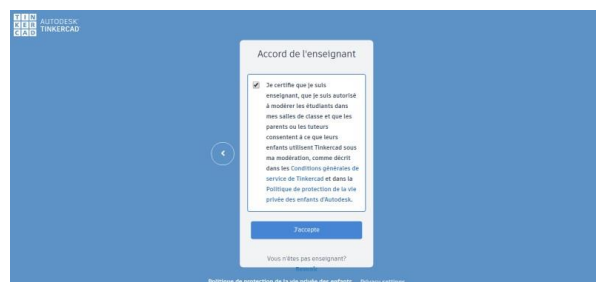 TIN
KER
CAD
AUTODESK
TINKERCAD
Accord de l'enseignant
Je certifie que je suis
enseignant, que je suis autorisé
à modérer les étudiants dans
mes salles de classe et que les
parents ou les tuteurs
consentent à ce que leurs
enfants utilisent Tinkercad sous
ma modération, comme décrit
dans les Conditions générales de
service de Tinkercad et dans la
Politique de protection de la vie
privée des enfants d'Autodesk.
J'accepte
Vous n'êtes pas enseignant?
Politique de protection de la vie privée des enfants